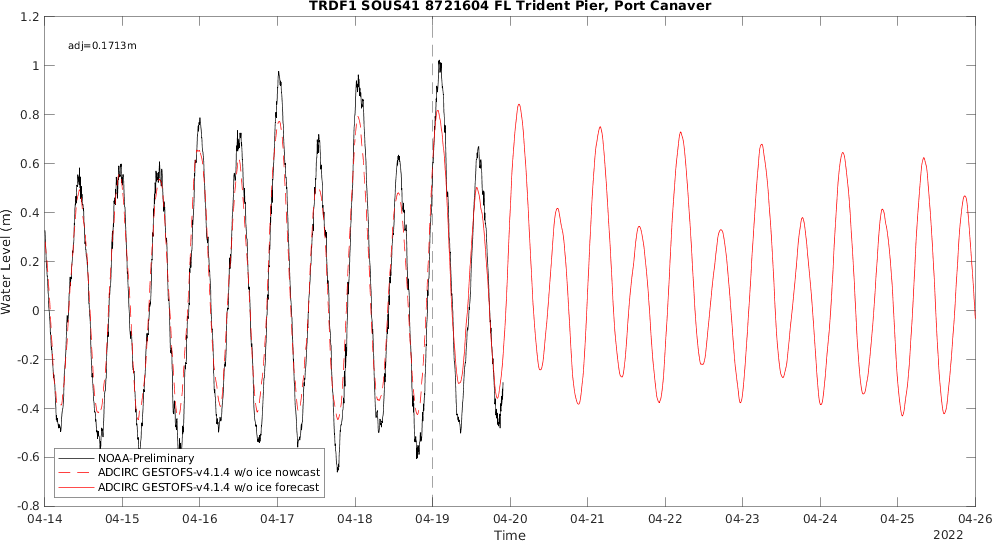 TRDF1 SOUS41 8721604 FL Trident Pier, Port Canaver
1.2
1
0.8
0.6
0.4
0.2
0
-0.2
-0.4
-0.6
-0.8
Water Level (m)
adj=0.1713m
NOAA-Preliminary
ADCIRC GESTOFS-v4.1.4 w/o ice nowcast
ADCIRC GESTOFS-v4.1.4 w/o ice forecast
04-14 04-15 04-16 04-17 04-18 04-19 04-20 04-21 04-22 04-23 04-24 04-25 04-26
Time
2022